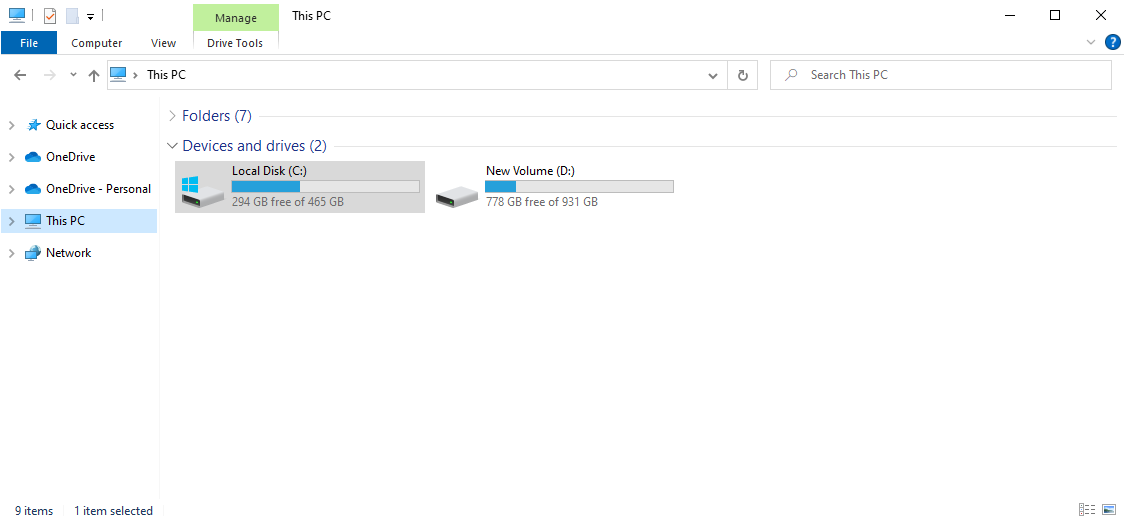 Manage
This PC
File
Computer
View
Drive Tools
?
This PC
Search This PC
Quick access
OneDrive
OneDrive - Personal
This PC
Network
Folders (7)
Devices and drives (2)
Local Disk (C:)
294 GB free of 465 GB
New Volume (D:)
778 GB free of 931 GB
9 items
1 item selected